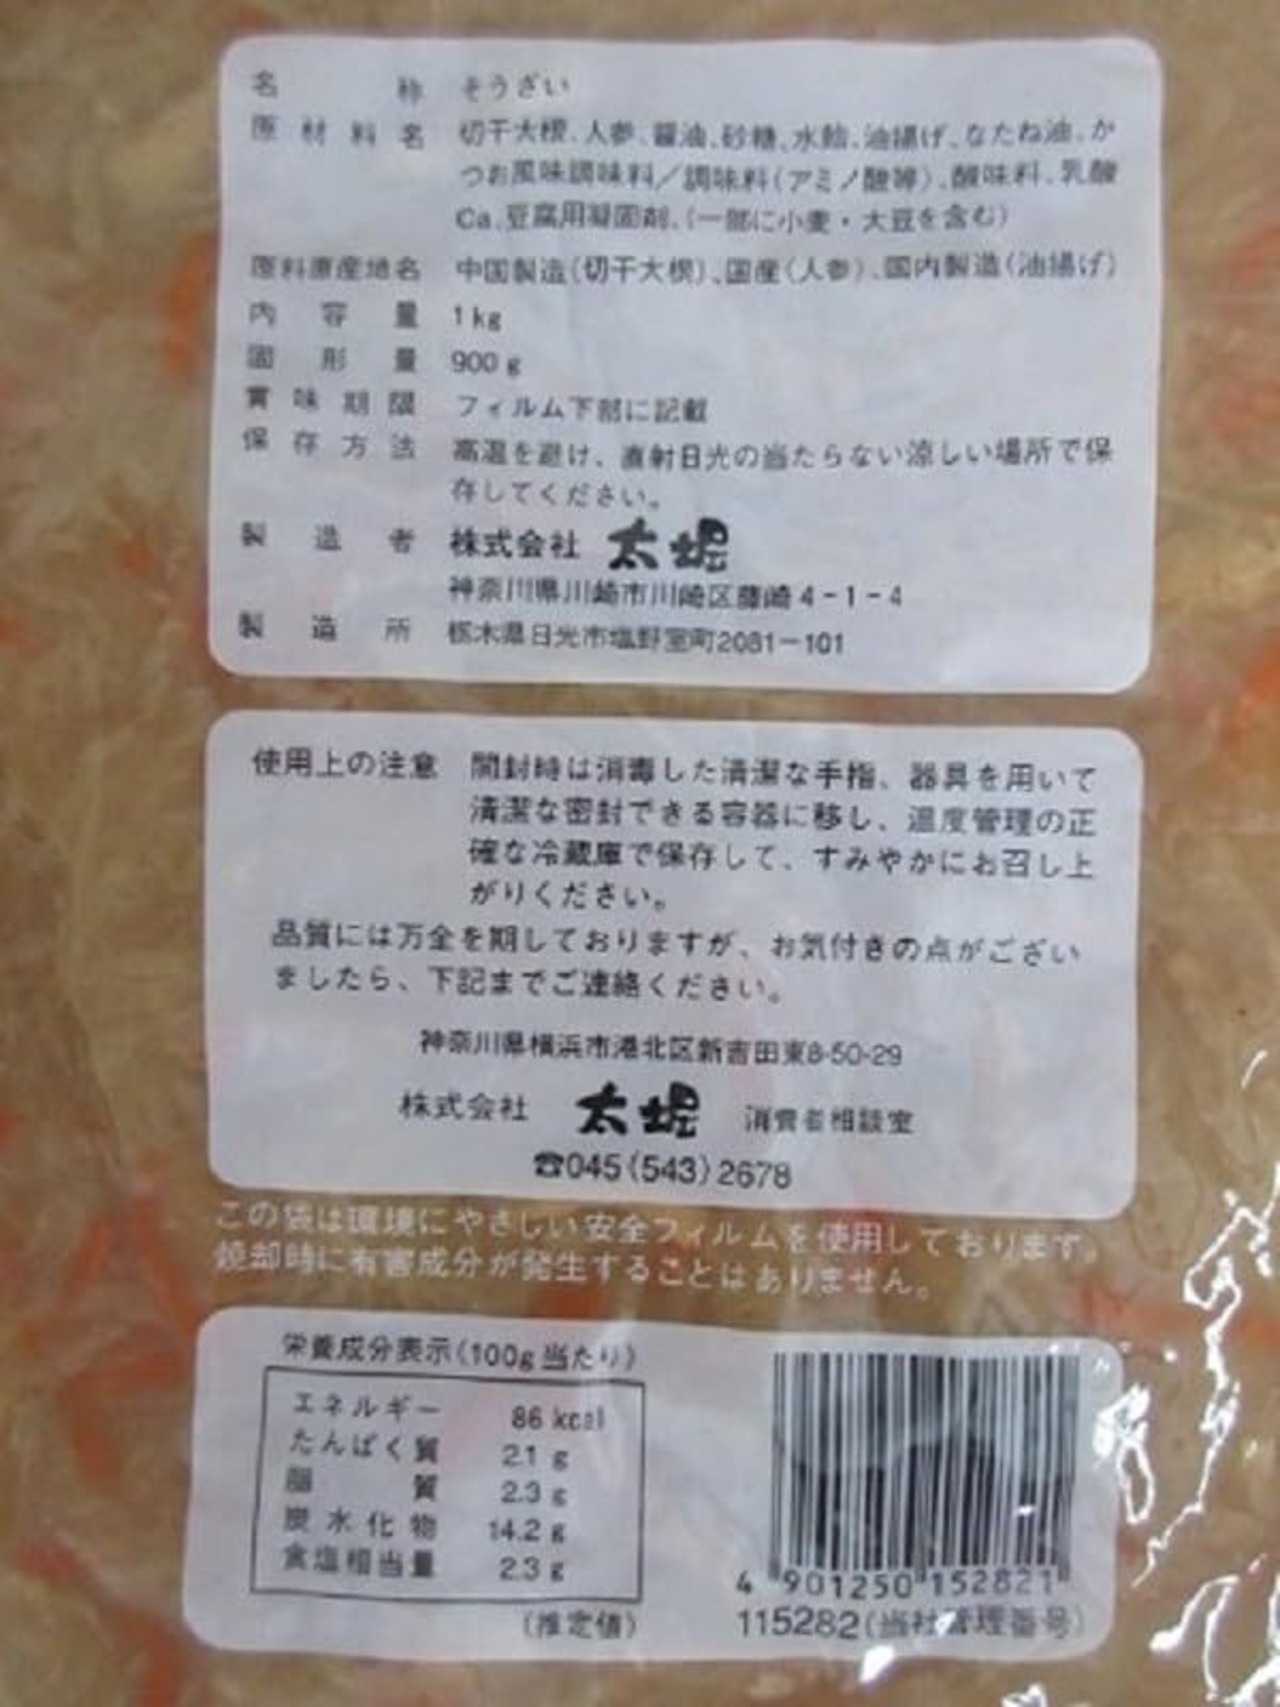 名称 そうざい
原材料名 切干大根、人参、醤油、砂糖、水飴、油揚げ、なたね油、か
つお風味調味料／調味料(アミノ酸等)、酸味料、乳酸
Ca、豆腐用凝固剤、(一部に小麦・大豆を含む)
原料原産地名 中国製造(切干大根)、国産(人参)、国内製造(油揚げ)
内容量 1kg
固形量 900g
賞味期限 フィルム下部に記載
保存方法 高温を避け、直射日光の当たらない涼しい場所で保
存してください。
製造者 株式会社 太堀
神奈川県川崎市川崎区藤崎4-1-4
製造所 栃木県日光市塩野室町2081-101
使用上の注意 開封時は消毒した清潔な手指、器具を用いて
清潔な密封できる容器に移し、温度管理の正
確な冷蔵庫で保存して、すみやかにお召し上
がりください。
品質には万全を期しておりますが、お気付きの点がござい
ましたら、下記までご連絡ください。
神奈川県横浜市港北区新吉田東8-50-29
株式会社 太堀 消費者相談室
☎045(543)2678
この袋は環境にやさしい安全フィルムを使用しております。
焼却時に有害成分が発生することはありません。
栄養成分表示(100g当たり)
エネルギー 86 kcal
たんぱく質 2.1 g
脂質 2.3 g
炭水化物 14.2 g
食塩相当量 2.3 g
(推定値)
4 901250 152821
115282(当社管理番号)